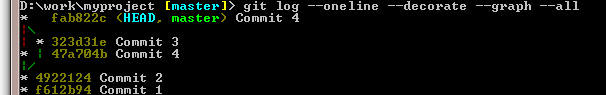 D:\work\myproject [master]> git log --oneline --decorate --graph --all
*   fab822c (HEAD, master) Commit 4
|\
| * 323d31e Commit 3
* | 47a704b Commit 4
|/
* 4922124 Commit 2
* f612b94 Commit 1